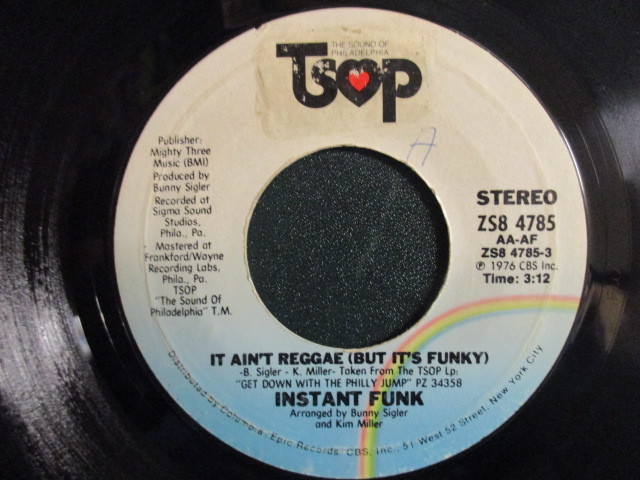 THE SOUND OF
PHILADELPHIA
TSOP
A
Publisher:
Mighty Three
Music (BMI)
Produced by
Bunny Sigler
Recorded at
Sigma Sound
Studios,
Phila., Pa.
Mastered at
Frankford/Wayne
Recording Labs,
Phila., Pa.
TSOP
"The Sound Of
Philadelphia" T.M.
STEREO
ZS8 4785
AA-AF
ZS8 4785-3
℗ 1976 CBS Inc.
Time: 3:12
IT AIN'T REGGAE (BUT IT'S FUNKY)
-B. Sigler - K. Miller- Taken From The TSOP Lp:
"GET DOWN WITH THE PHILLY JUMP" PZ 34358
INSTANT FUNK
Arranged by Bunny Sigler
and Kim Miller
Distributed by Columbia/Epic Records/CBS, Inc., 51 West 52 Street, New York City